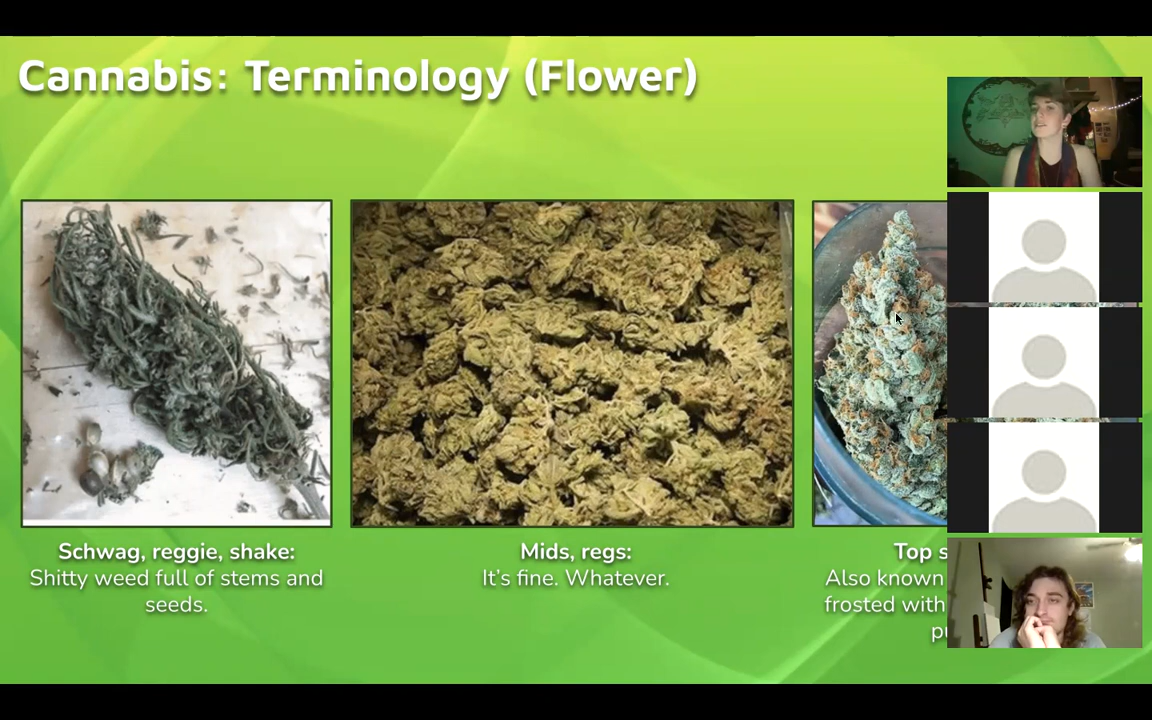 Cannabis: Terminology (Flower)
Schwag, reggie, shake:
Shitty weed full of stems and
seeds.
Mids, regs:
It's fine. Whatever.
Top
Also known
frosted with